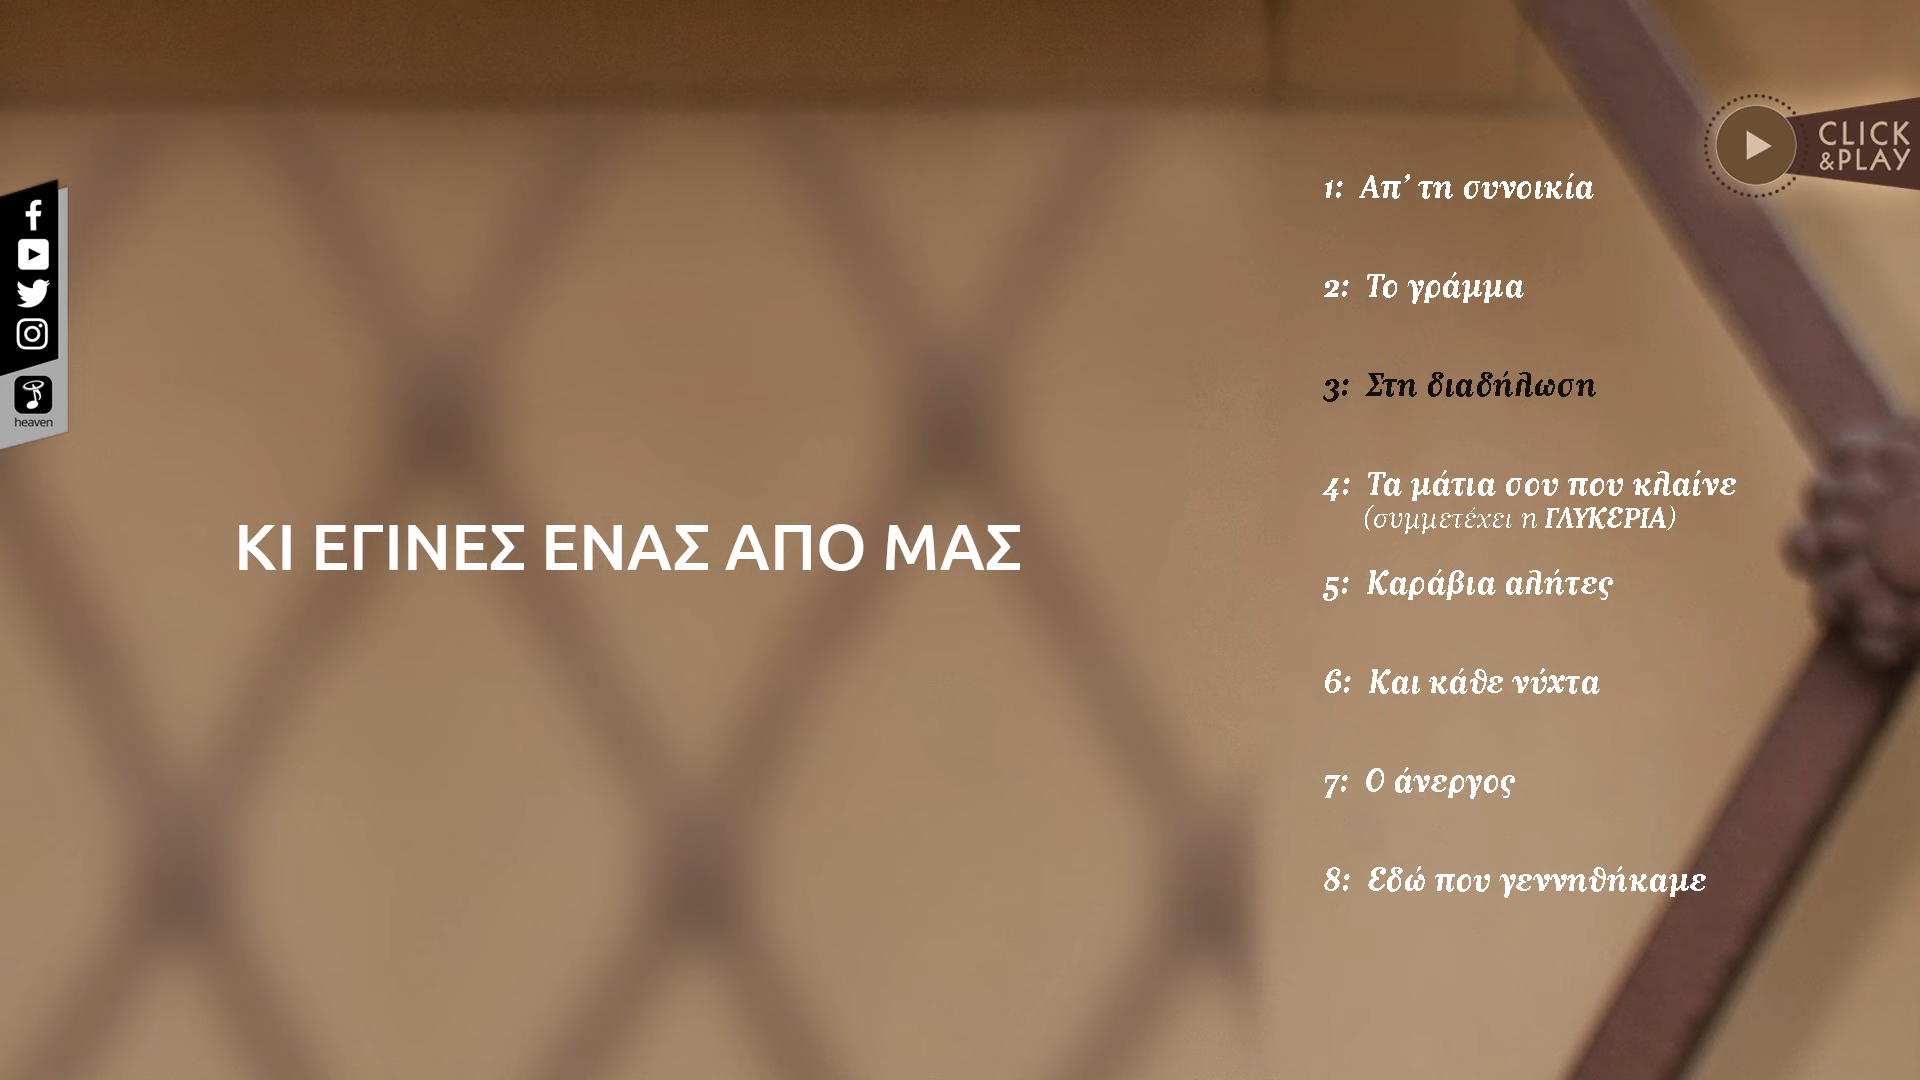 CLICK
&PLAY
1: Απ’ τη συνοικία
2: Το γράμμα
3: Στη διαδήλωση
4: Τα μάτια σου που κλαίνε
(συμμετέχει η ΓΛΥΚΕΡΙΑ)
5: Καράβια αλήτες
6: Και κάθε νύχτα
7: Ο άνεργος
8: Εδώ που γεννηθήκαμε
ΚΙ ΕΓΙΝΕΣ ΕΝΑΣ ΑΠΟ ΜΑΣ
heaven